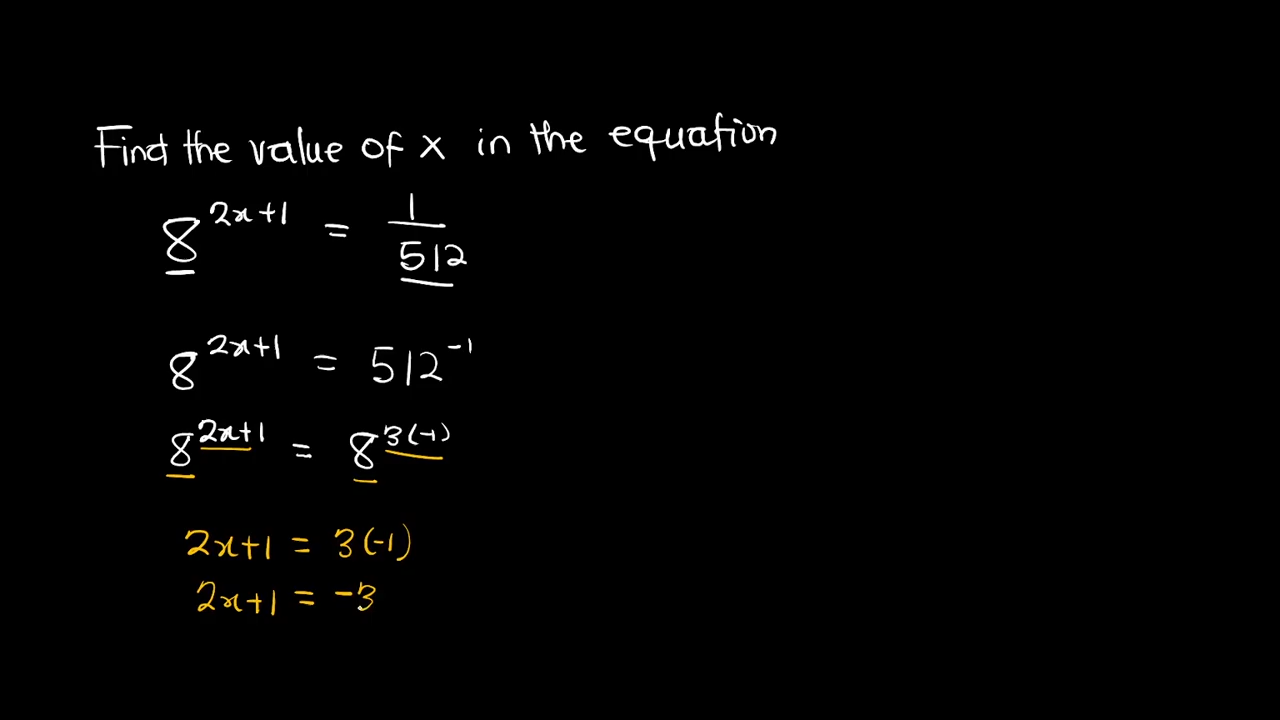 Find the value of x in the equation
8^(2x+1) = 1/512
8^(2x+1) = 512^(-1)
8^(2x+1) = 8^(3(-1))
2x+1 = 3(-1)
2x+1 = -3